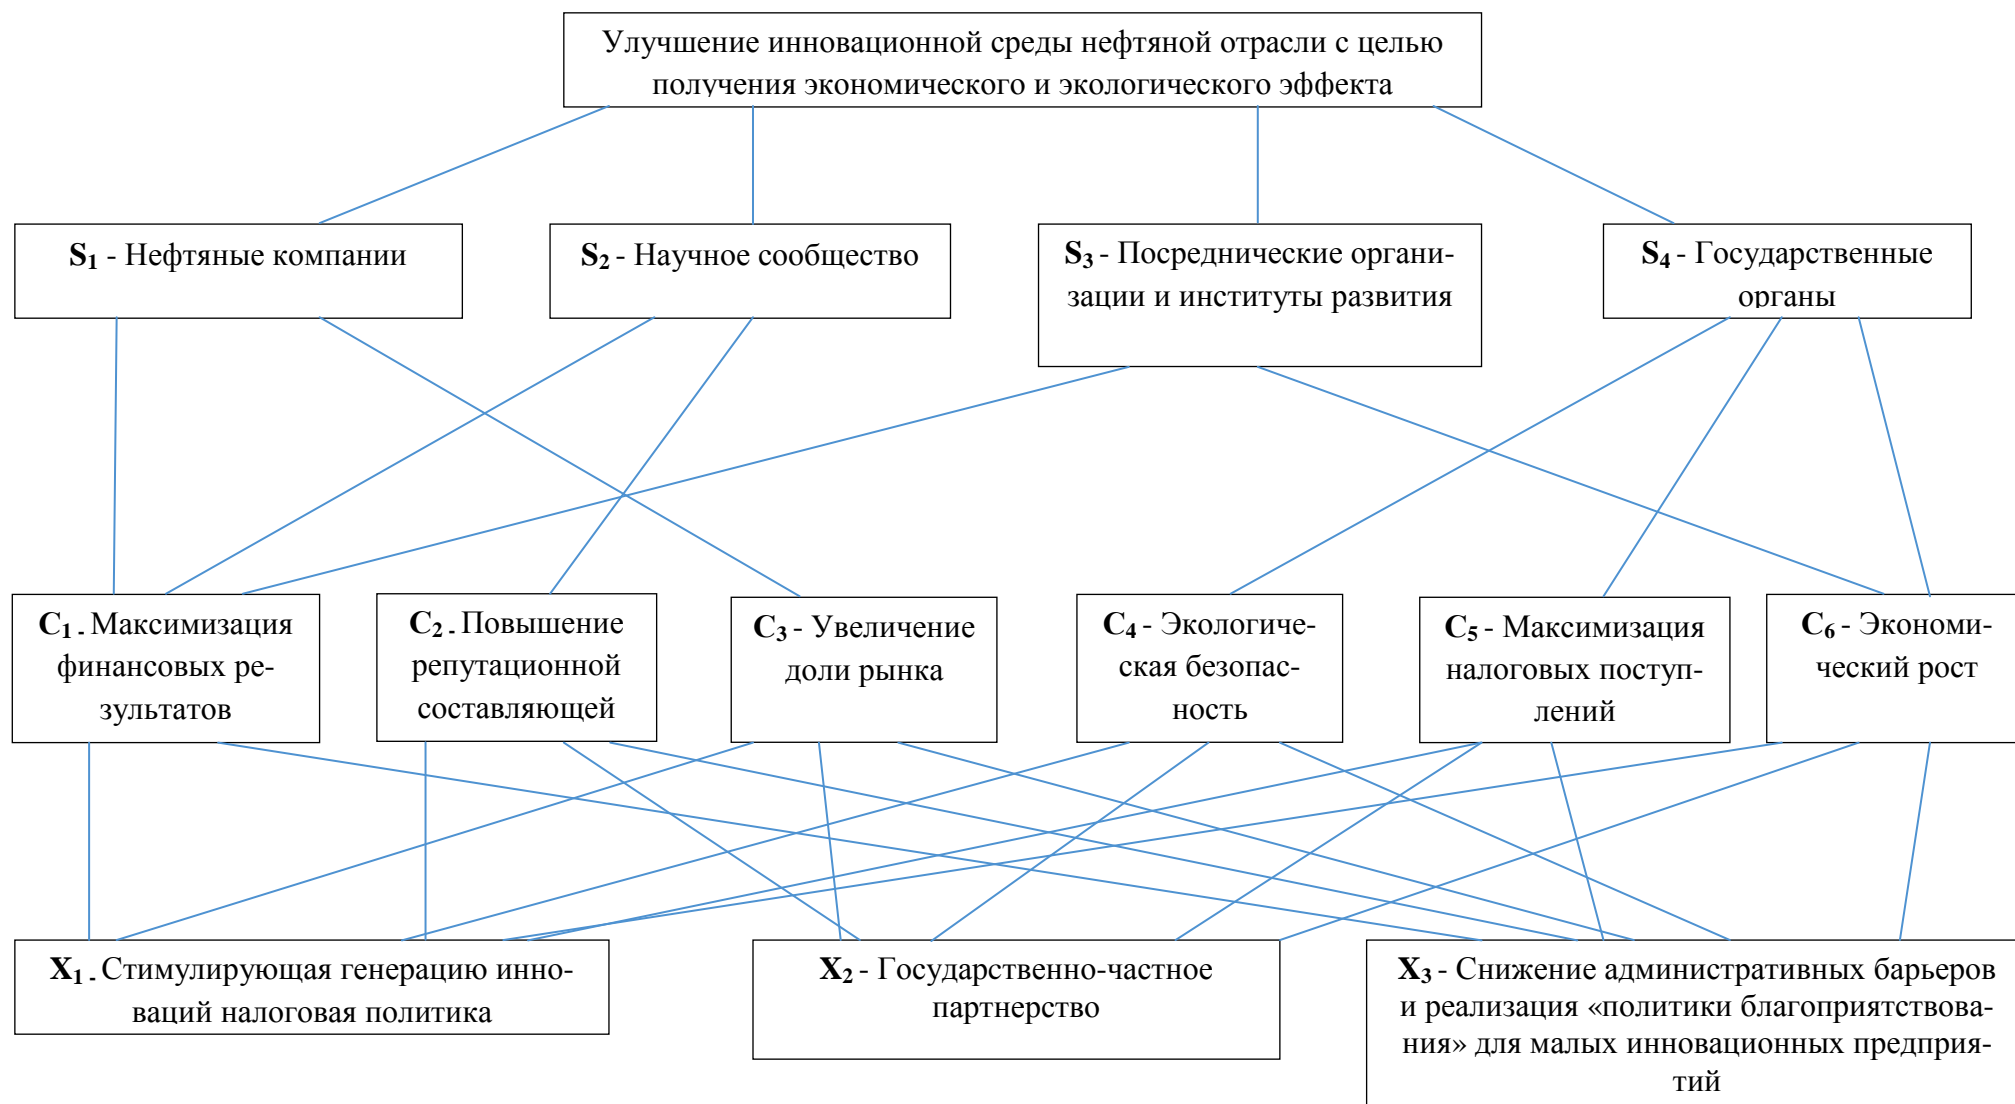 Улучшение инновационной среды нефтяной отрасли с целью
получения экономического и экологического эффекта
S1 - Нефтяные компании
S2 - Научное сообщество
S3 - Посреднические органи-
зации и институты развития
S4 - Государственные
органы
C1 - Максимизация
финансовых ре-
зультатов
C2 - Повышение
репутационной
составляющей
C3 - Увеличение
доли рынка
C4 - Экологиче-
ская безопас-
ность
C5 - Максимизация
налоговых поступ-
лений
C6 - Экономи-
ческий рост
X1 - Стимулирующая генерацию инно-
ваций налоговая политика
X2 - Государственно-частное
партнерство
X3 - Снижение административных барьеров
и реализация «политики благоприятствова-
ния» для малых инновационных предприя-
тий